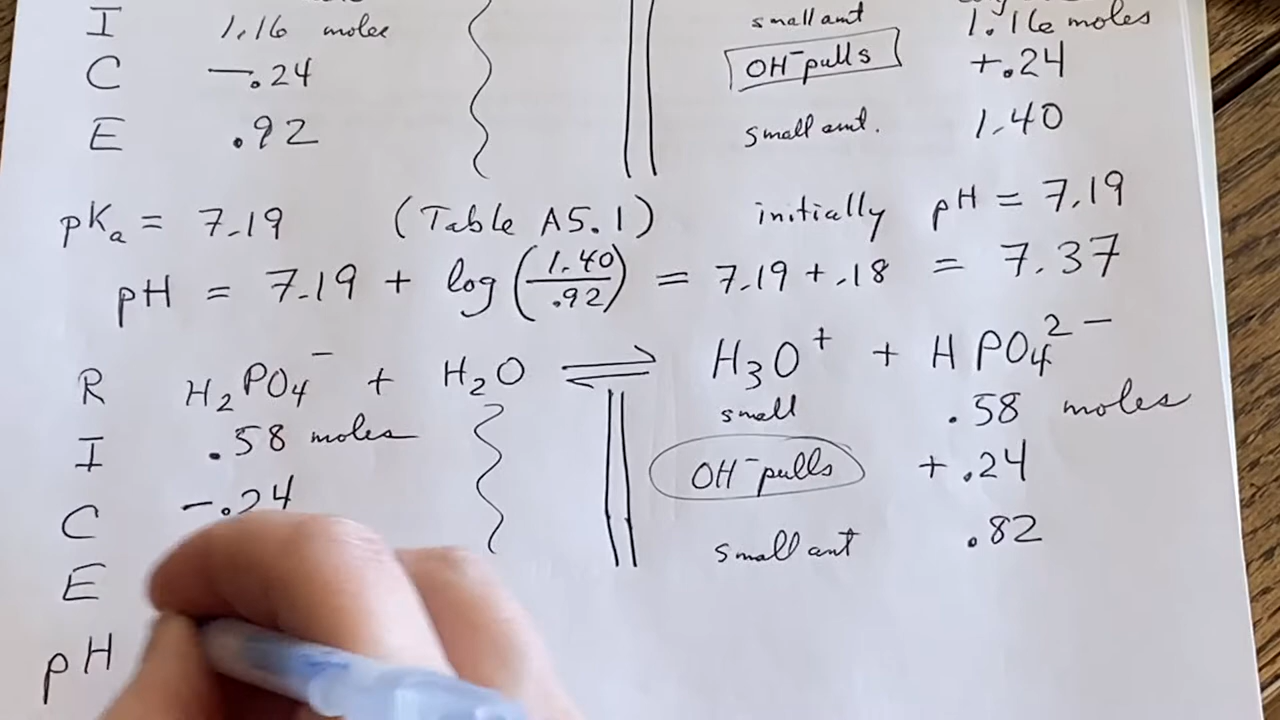 I 1.16 moles small amt 1.16 moles
C -.24 OH⁻ pulls +.24
E .92 small amt. 1.40
pKₐ = 7.19 (Table A5.1) initially pH = 7.19
pH = 7.19 + log(1.40/.92) = 7.19 + .18 = 7.37
R H₂PO₄⁻ + H₂O ⇌ H₃O⁺ + HPO₄²⁻
I .58 moles small .58 moles
C -.24 OH⁻ pulls +.24
E small amt .82
pH